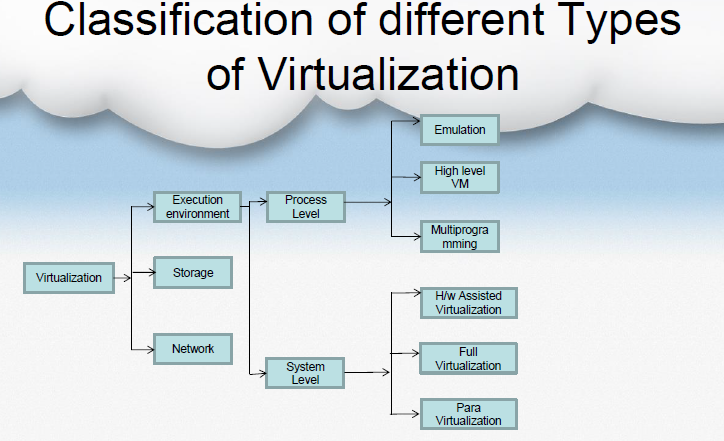 Classification of different Types
of Virtualization
Emulation
High level
VM
Execution
environment
Process
Level
Multiprogra
mming
Virtualization
Storage
H/w Assisted
Virtualization
Network
Full
Virtualization
System
Level
Para
Virtualization